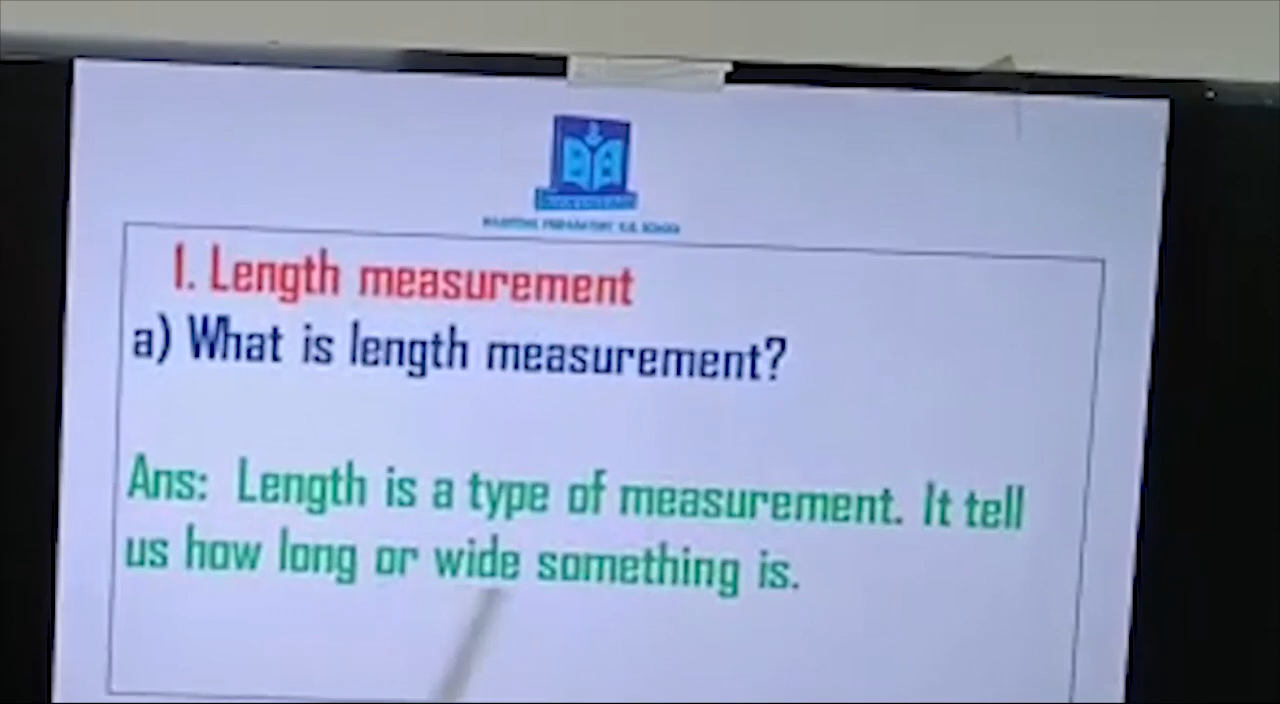 1. Length measurement
a) What is length measurement?
Ans: Length is a type of measurement. It tell
us how long or wide something is.